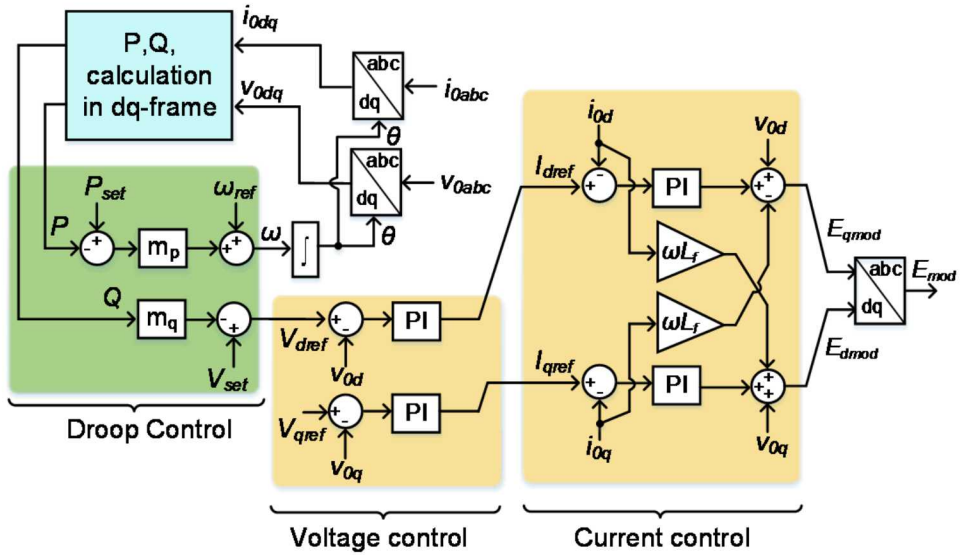 i0dq
P,Q,
calculation
in dq-frame
v0dq
abc
dq
i0abc
θ
abc
dq
v0abc
θ
Pset
ωref
P
-
+
mp
+
+
ω
∫
Q
mq
-
+
Vset
Droop Control
Vdref
+
-
PI
v0d
Vqref
+
-
PI
v0q
Voltage control
i0d
v0d
Idref
+
-
PI
+
+
-
ωLf
ωLf
Iqref
+
-
PI
+
+
+
i0q
v0q
Current control
Eqmod
abc
dq
Emod
Edmod